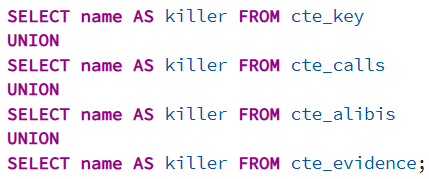 SELECT name AS killer FROM cte_key
UNION
SELECT name AS killer FROM cte_calls
UNION
SELECT name AS killer FROM cte_alibis
UNION
SELECT name AS killer FROM cte_evidence;